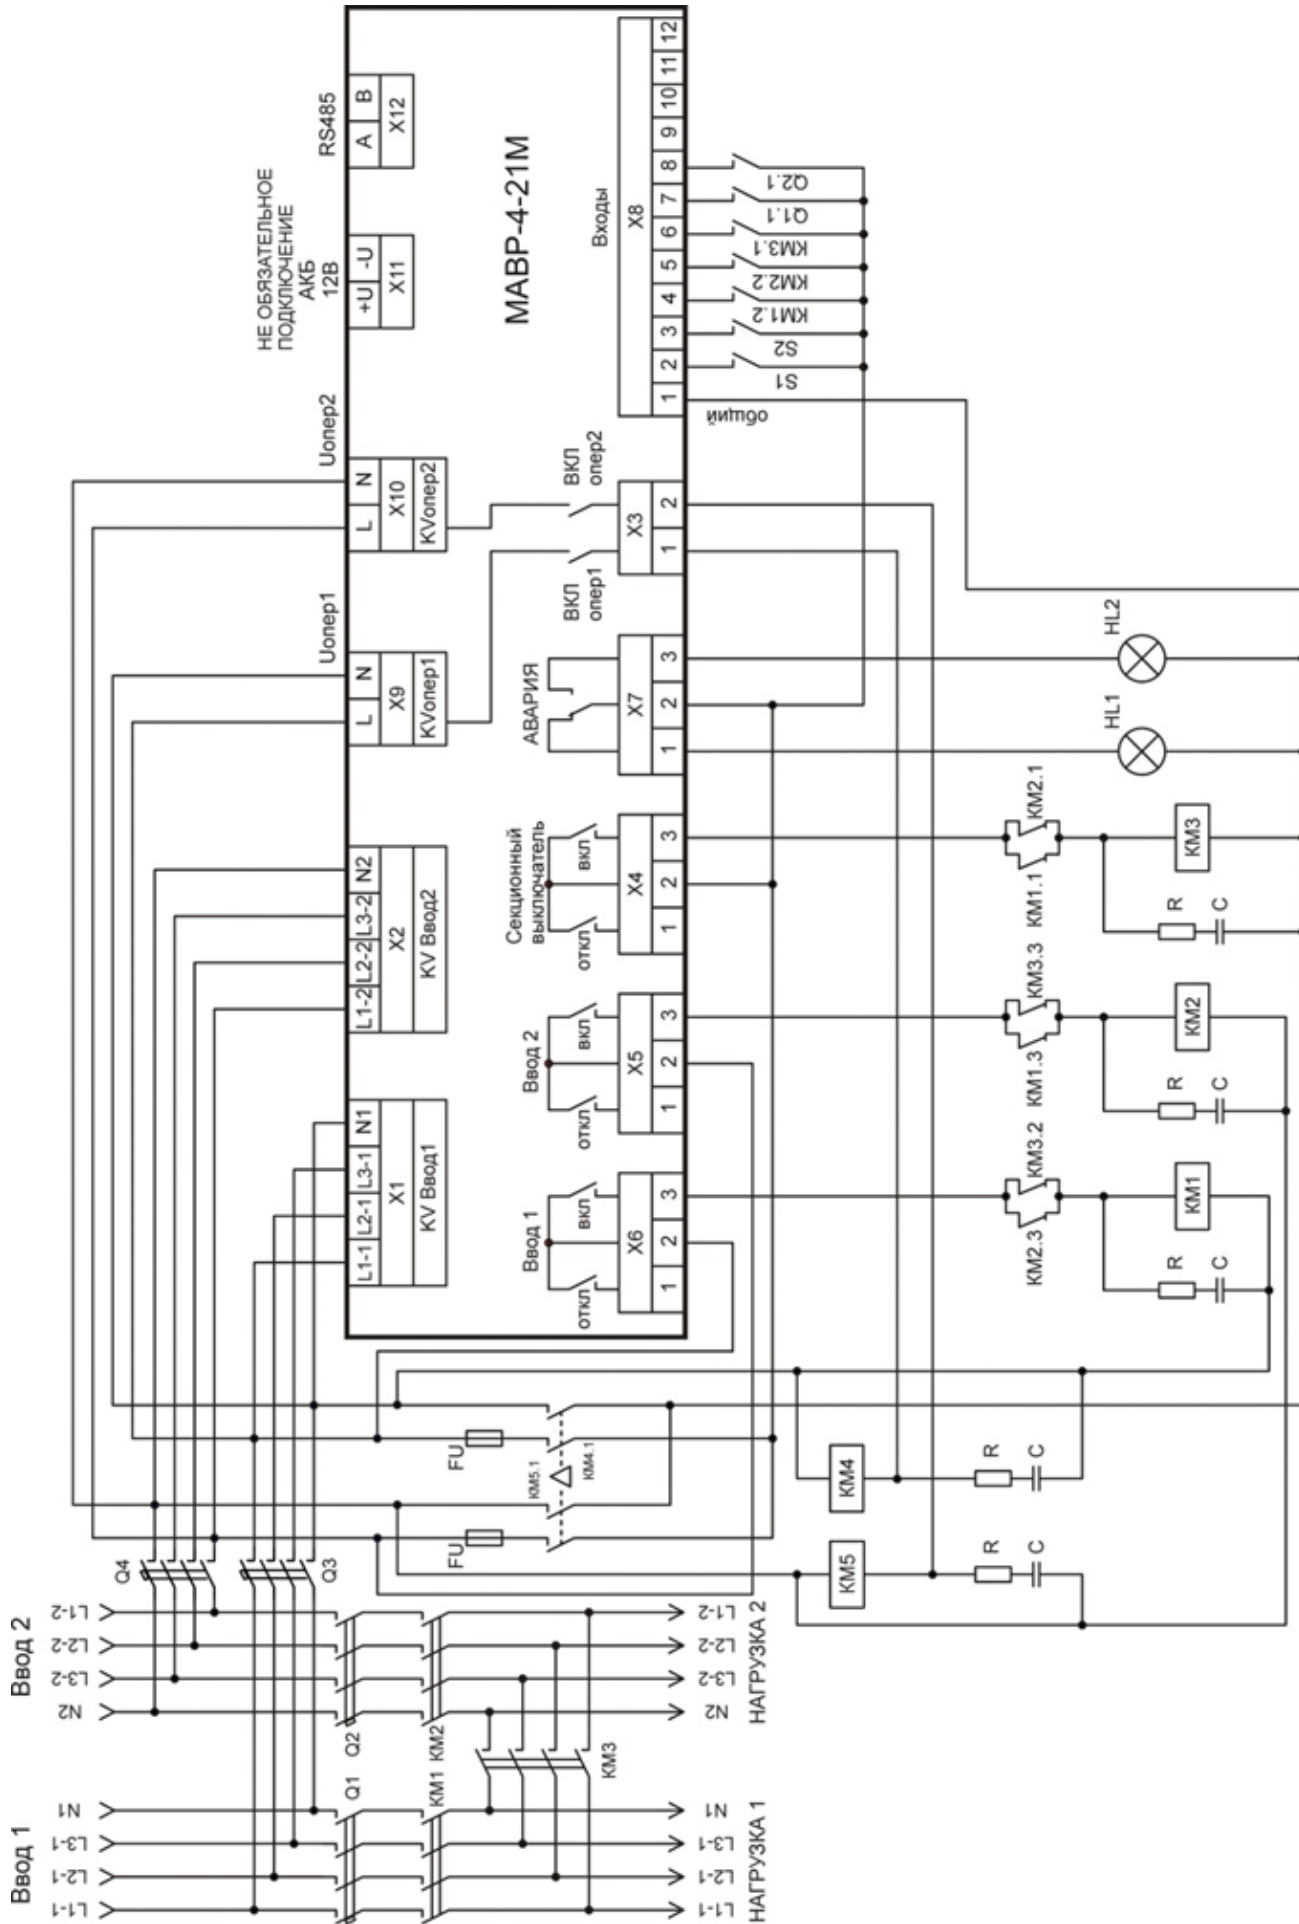 Ввод 1
L1-1
L2-1
L3-1
N1
Ввод 2
N2
L3-2
L2-2
L1-2
Q1
Q2
Q4
Q3
KM1
KM2
KM3
НАГРУЗКА 1
L1-1
L2-1
L3-1
N1
НАГРУЗКА 2
N2
L3-2
L2-2
L1-2
FU
FU
KM5.1
KM4.1
KM5
KM4
R
C
R
C
L1-1
L2-1
L3-1
N1
X1
KV Ввод1
L1-2
L2-2
L3-2
N2
X2
KV Ввод2
Uопер1
L
N
X9
KVопер1
Uопер2
L
N
X10
KVопер2
НЕ ОБЯЗАТЕЛЬНОЕ
ПОДКЛЮЧЕНИЕ
АКБ
12В
+U
-U
X11
RS485
A
B
X12
МАВР-4-21М
Ввод 1
откл
вкл
X6
1
2
3
Ввод 2
откл
вкл
X5
1
2
3
Секционный
выключатель
откл
вкл
X4
1
2
3
АВАРИЯ
X7
1
2
3
ВКЛ
опер1
ВКЛ
опер2
X3
1
2
Входы
X8
1
2
3
4
5
6
7
8
9
10
11
12
общий
S1
S2
KM1.2
KM2.2
KM3.1
Q1.1
Q2.1
KM2.3
KM3.2
R
C
KM1
KM1.3
KM3.3
R
C
KM2
KM1.1
KM2.1
R
C
KM3
HL1
HL2